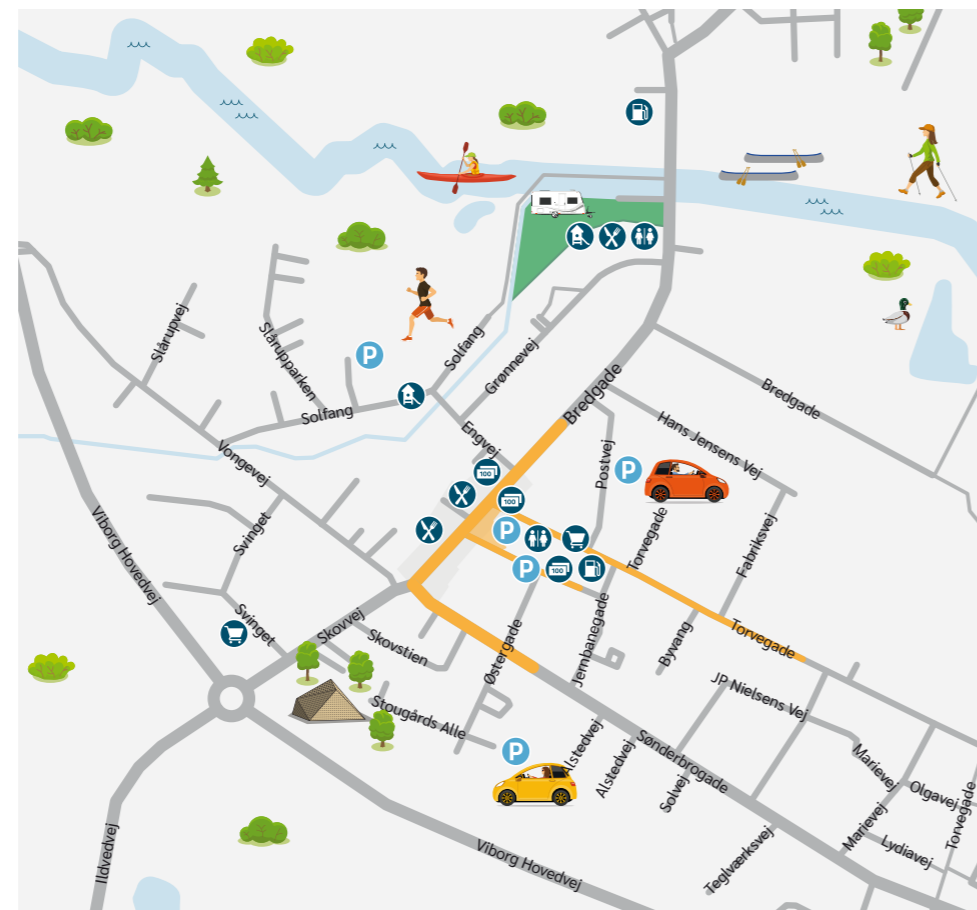 P
Slårupvej
Slårupparken
Solfang
Solfang
Grønnevej
Bredgade
Bredgade
Engvej
Hans Jensens Vej
Postvej
P
Vongevej
100
100
P
P
100
Torvegade
Fabriksvej
Svinget
Svinget
Viborg Hovedvej
Skovvej
Skovstien
Østergade
Jernbanegade
Byvang
Torvegade
JP Nielsens Vej
Stougårds Alle
P
Alstedvej
Alstedvej
Sønderbrogade
Solvej
Marievej
Marievej
Olgavej
Torvegade
Lydiavej
Teglværksvej
Ildvedvej
Viborg Hovedvej